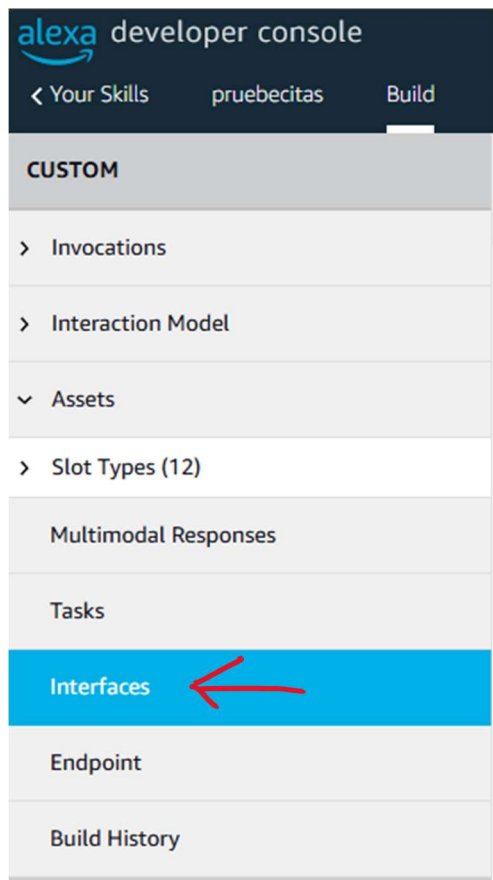 alexa developer console
Your Skills pruebecitas Build
CUSTOM
Invocations
Interaction Model
Assets
Slot Types (12)
Multimodal Responses
Tasks
Interfaces
Endpoint
Build History